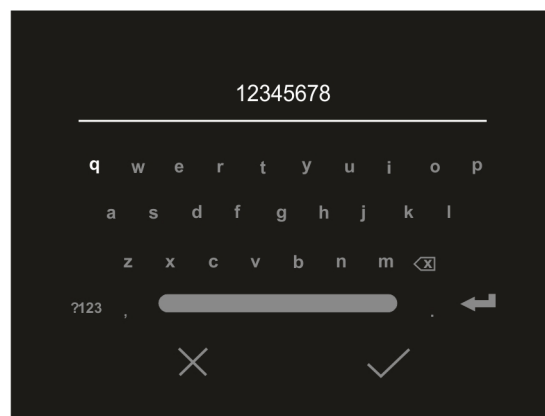 12345678
q w e r t y u i o p
a s d f g h j k l
z x c v b n m
?123 , .